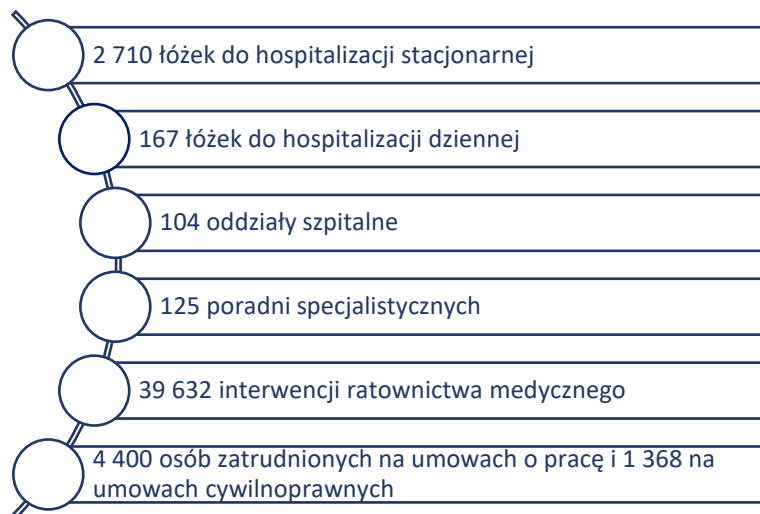 2 710 łóżek do hospitalizacji stacjonarnej
167 łóżek do hospitalizacji dziennej
104 oddziały szpitalne
125 poradni specjalistycznych
39 632 interwencji ratownictwa medycznego
4 400 osób zatrudnionych na umowach o pracę i 1 368 na
umowach cywilnoprawnych